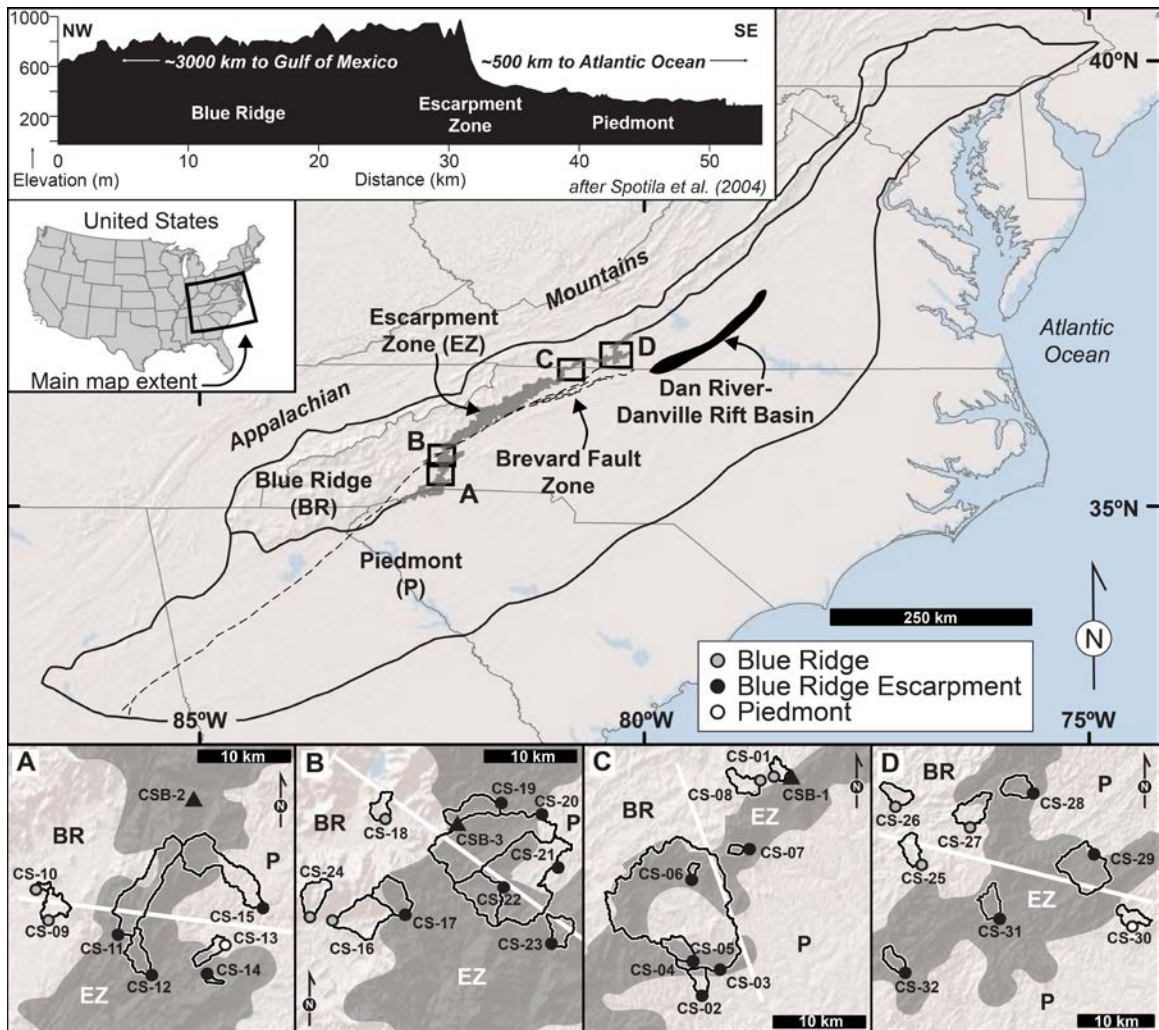 1000
NW
SE
~3000 km to Gulf of Mexico
~500 km to Atlantic Ocean
600
Blue Ridge
Escarpment
Zone
Piedmont
200
0
10
20
30
40
50
Elevation (m)
Distance (km)
after Spotila et al. (2004)
40ºN
United States
Main map extent
Appalachian
Mountains
Escarpment
Zone (EZ)
C
D
Atlantic
Ocean
Dan River-
Danville Rift Basin
B
Brevard Fault
Zone
A
Blue Ridge
(BR)
35ºN
Piedmont
(P)
250 km
N
Blue Ridge
Blue Ridge Escarpment
Piedmont
85ºW
80ºW
75ºW
A
10 km
N
CSB-2
BR
P
CS-10
CS-09
CS-15
CS-11
CS-13
CS-14
CS-12
EZ
B
10 km
BR
CS-19
CS-20
P
CS-18
CSB-3
CS-21
CS-24
CS-22
CS-17
CS-16
CS-23
EZ
N
C
CS-01
N
CS-08
CSB-1
BR
EZ
CS-07
CS-06
CS-05
CS-04
CS-03
CS-02
P
10 km
D
BR
P
N
CS-28
CS-26
CS-27
CS-29
CS-25
EZ
CS-31
CS-30
CS-32
P
10 km